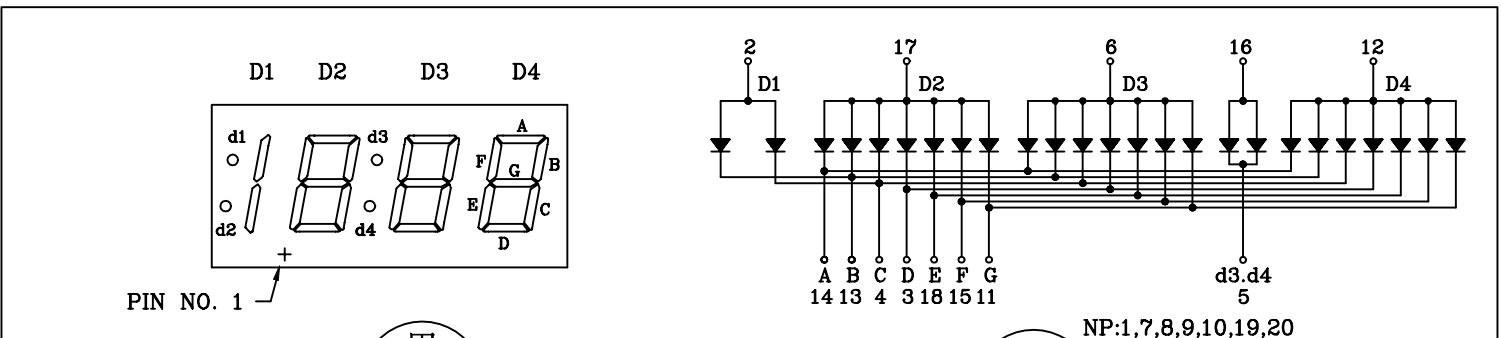 D1 D2 D3 D4
d1 d3 A
F G B
d2 d4 E C
D
+
PIN NO. 1
2 17 6 16 12
D1 D2 D3 D4
A B C D E F G d3.d4
14 13 4 3 18 15 11 5
NP:1,7,8,9,10,19,20